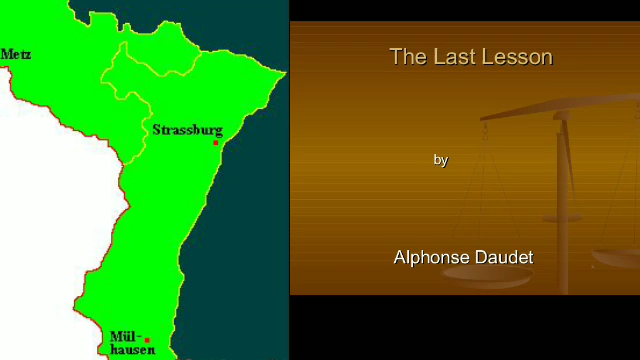 Metz
Strassburg
Mül-
hausen
The Last Lesson
by
Alphonse Daudet